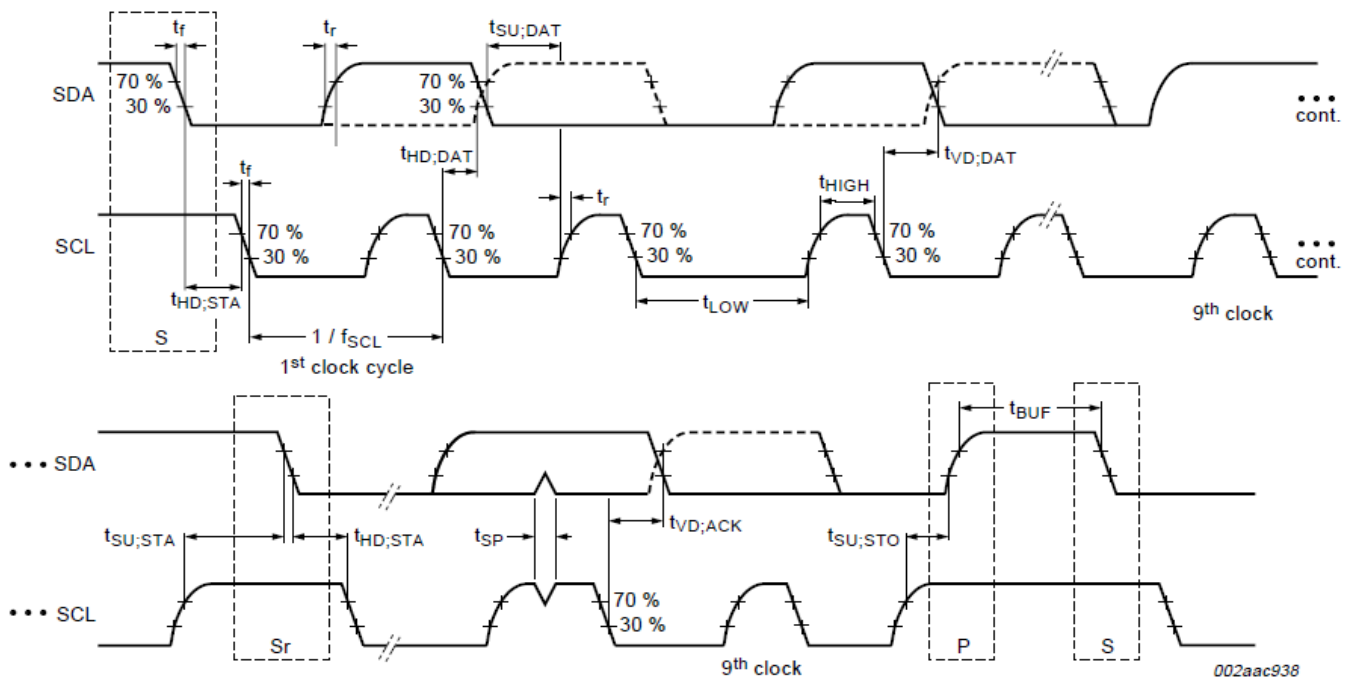 tf tr tSU;DAT
70 % 70 %
SDA
30 % 30 %
cont.
tHD;DAT tVD;DAT
tf tr tHIGH
70 % 70 % 70 % 70 %
SCL
30 % 30 % 30 % 30 %
cont.
tHD;STA tLOW
S 1 / fSCL 9th clock
1st clock cycle
tBUF
SDA
tSU;STA tHD;STA tSP tVD;ACK tSU;STO
70 %
SCL
30 %
Sr 9th clock P S
002aac938